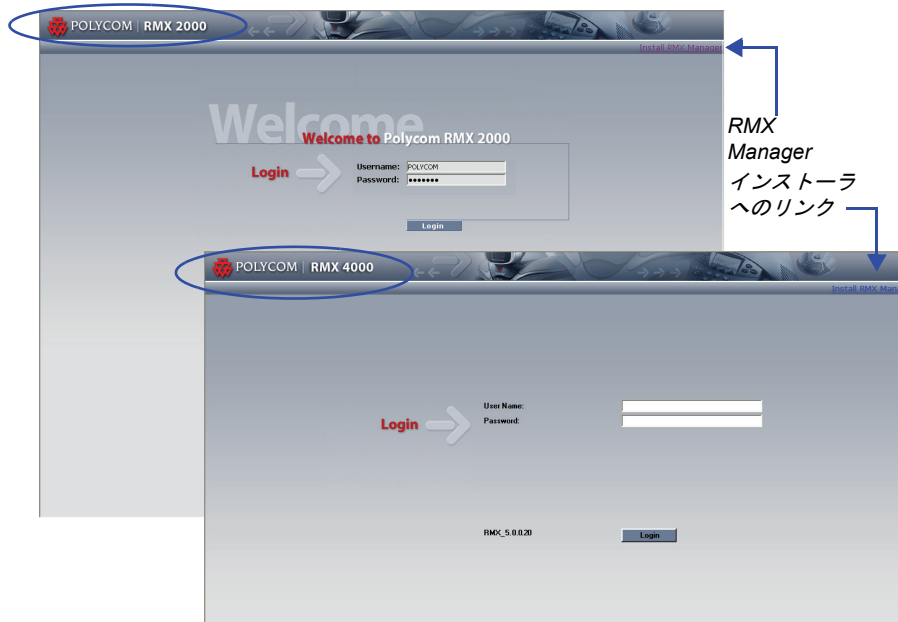 POLYCOM | RMX 2000
Install RMX Manager
Welcome
Welcome to Polycom RMX 2000
Login
Username: POLYCOM
Password: •••••••
Login
RMX
Manager
インストーラ
へのリンク
POLYCOM | RMX 4000
Install RMX Man
Login
User Name:
Password:
RMX_5.0.0.20
Login